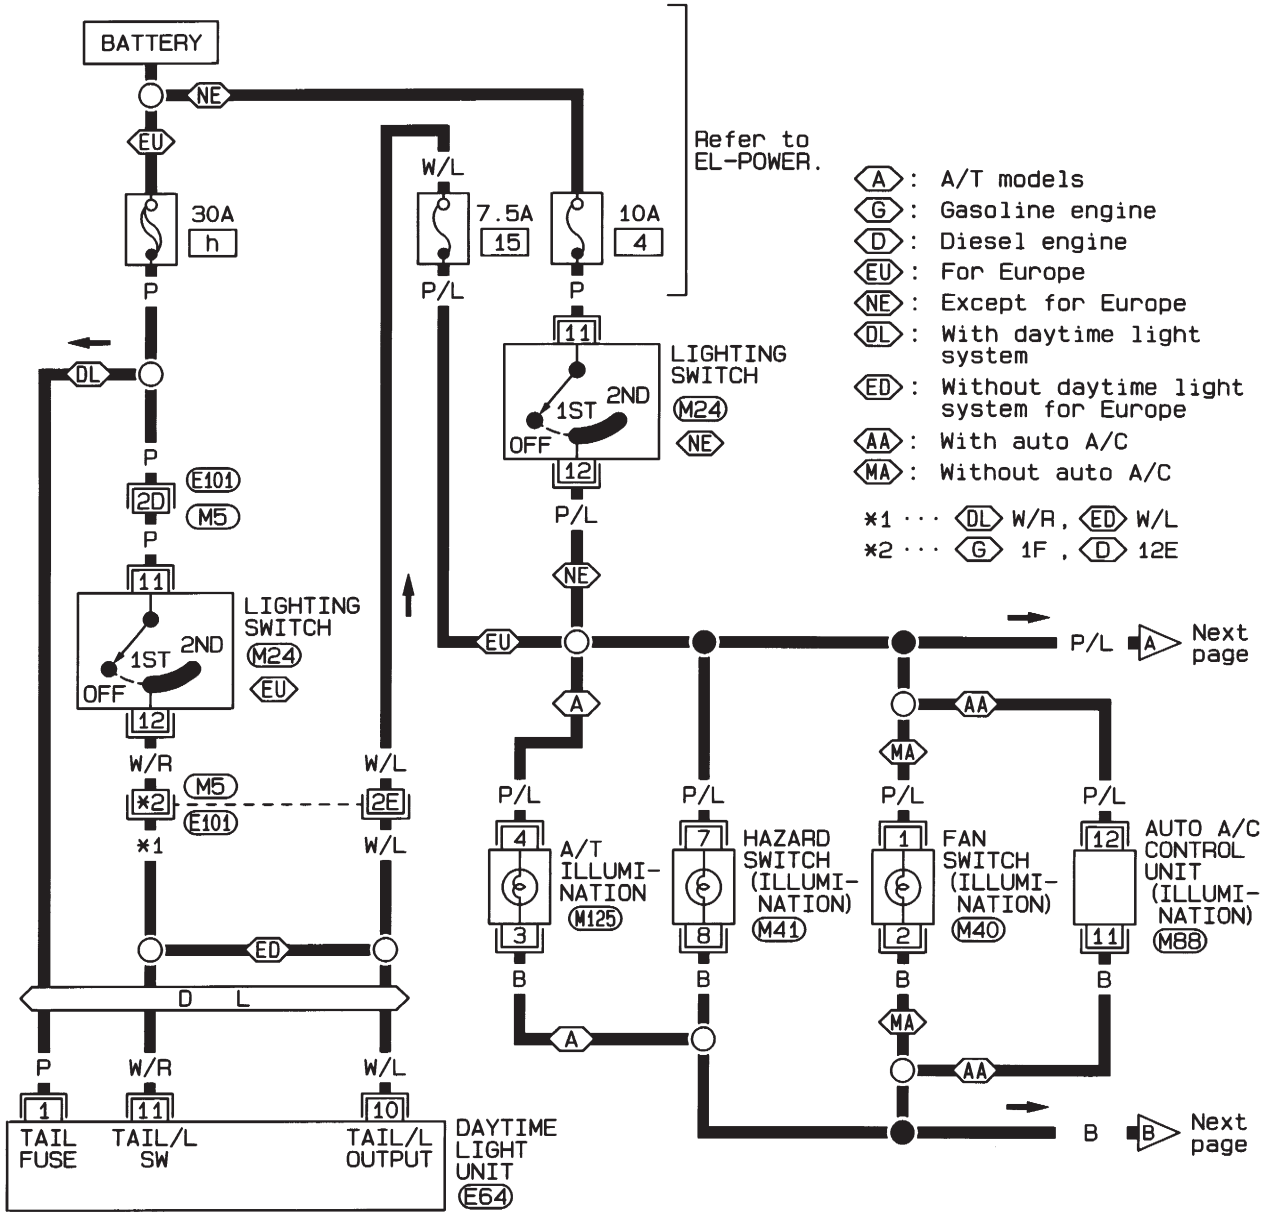 BATTERY
NE
EU
Refer to
EL-POWER.
W/L
30A
h
7.5A
15
10A
4
P
P/L
P
A : A/T models
G : Gasoline engine
D : Diesel engine
EU : For Europe
NE : Except for Europe
DL : With daytime light
system
ED : Without daytime light
system for Europe
AA : With auto A/C
MA : Without auto A/C
*1 ··· DL W/R, ED W/L
*2 ··· G 1F, D 12E
DL
11
LIGHTING
SWITCH
M24
NE
2ND
1ST
OFF
12
P/L
NE
P
E101
2D
M5
P
11
LIGHTING
SWITCH
M24
EU
2ND
1ST
OFF
12
W/R
M5
*2
E101
*1
W/L
2E
W/L
EU
P/L
A
Next
page
A
AA
MA
P/L
P/L
P/L
P/L
4
A/T
ILLUMI-
NATION
M125
3
7
HAZARD
SWITCH
(ILLUMI-
NATION)
M41
8
1
FAN
SWITCH
(ILLUMI-
NATION)
M40
2
12
AUTO A/C
CONTROL
UNIT
(ILLUMI-
NATION)
M88
11
B
B
B
B
ED
D L
A
MA
AA
P
W/R
W/L
1
11
10
TAIL
FUSE
TAIL/L
SW
TAIL/L
OUTPUT
DAYTIME
LIGHT
UNIT
E64
B
B
Next
page